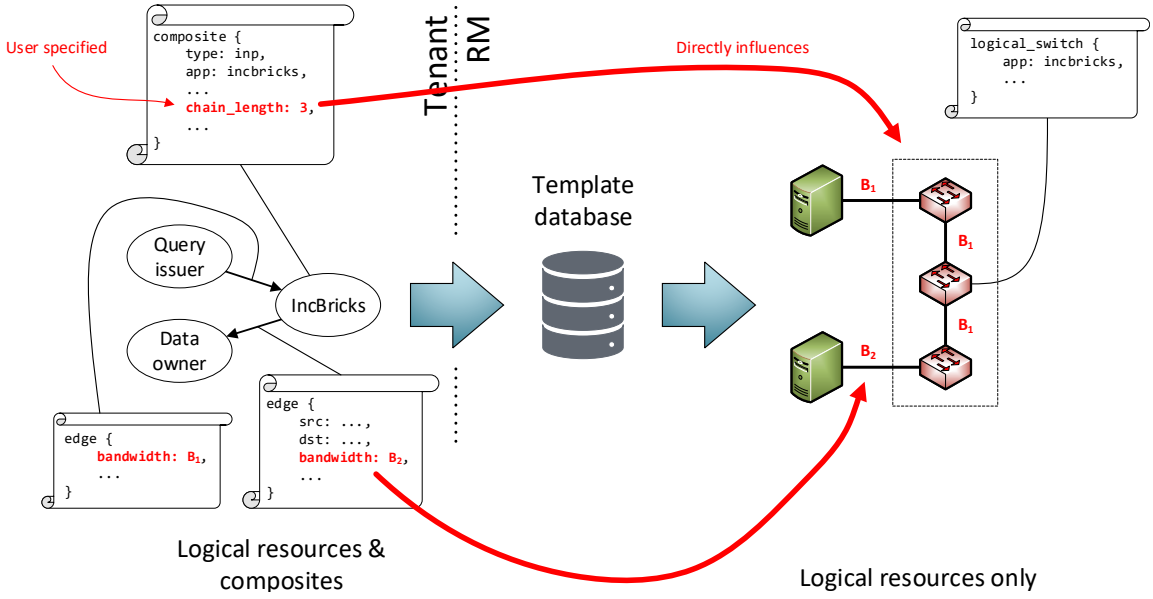 User specified
composite {
type: inp,
app: incbricks,
...
chain_length: 3,
...
}
Tenant
RM
Directly influences
logical_switch {
app: incbricks,
...
}
Template
database
B1
B1
B1
B2
Query
issuer
IncBricks
Data
owner
edge {
bandwidth: B1,
...
}
edge {
src: ...,
dst: ...,
bandwidth: B2,
...
}
Logical resources &
composites
Logical resources only